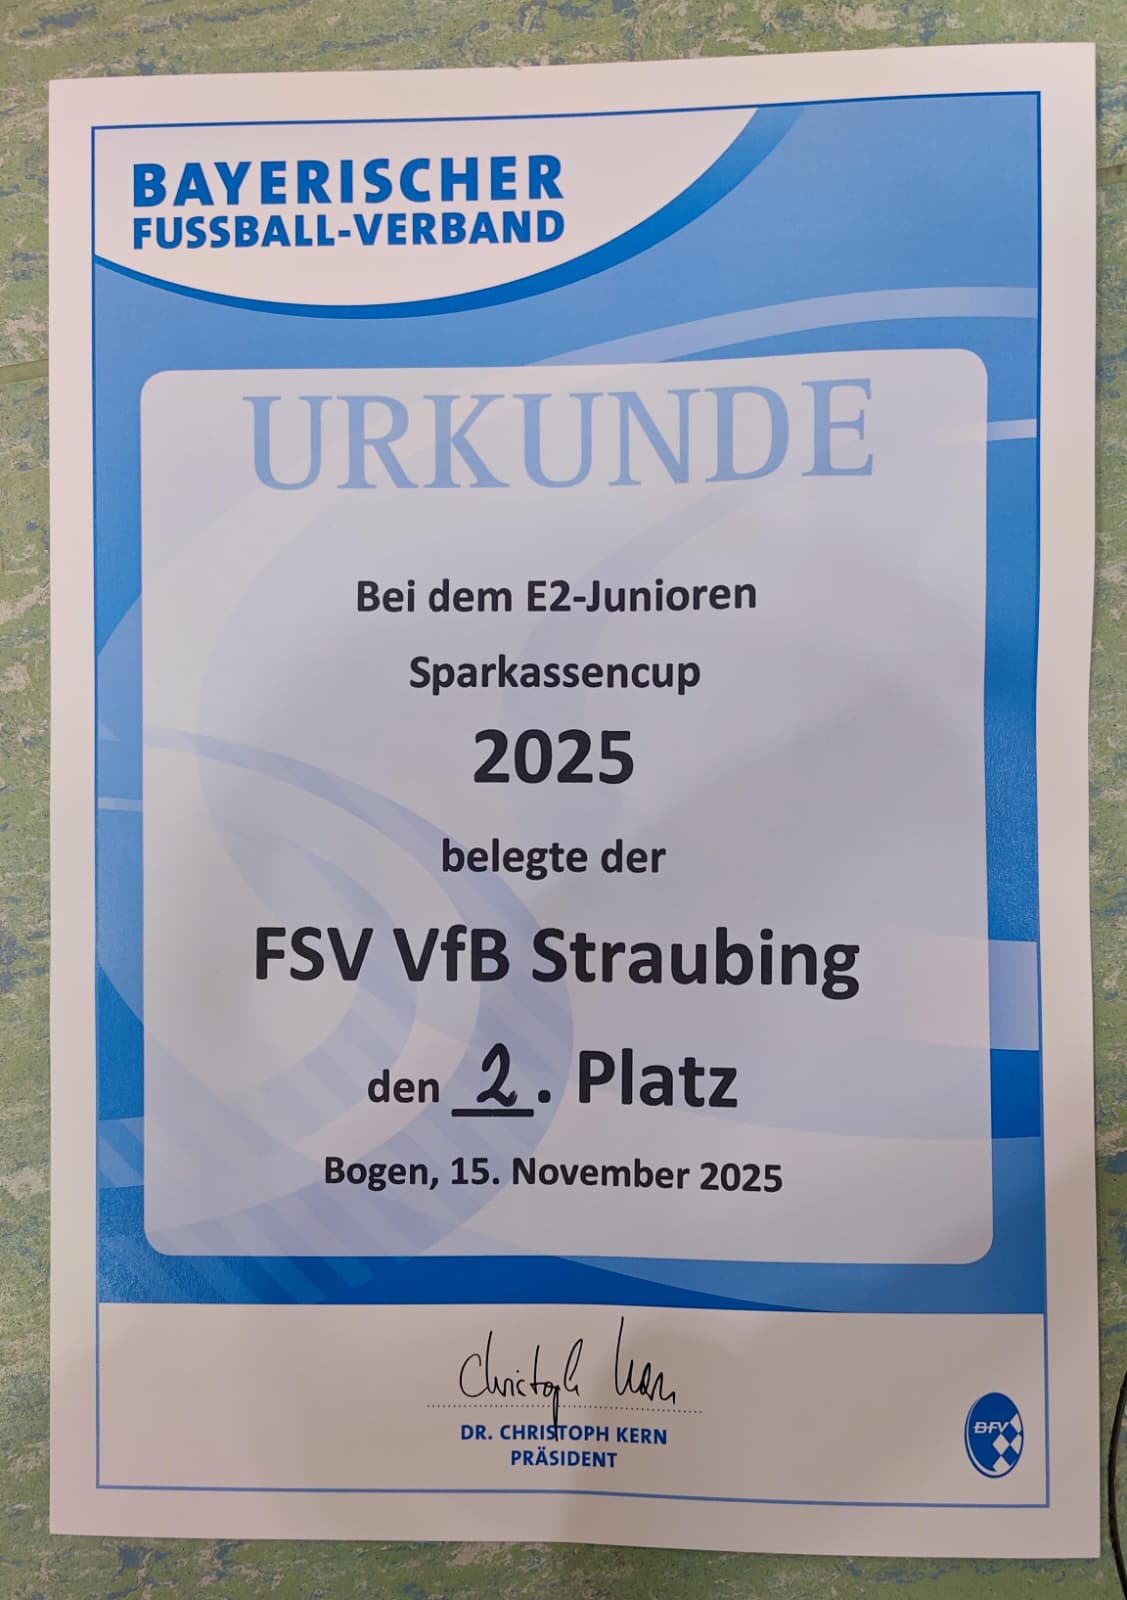 BAYERISCHER
FUSSBALL-VERBAND
URKUNDE
Bei dem E2-Junioren
Sparkassencup
2025
belegte der
FSV VfB Straubing
den 2. Platz
Bogen, 15. November 2025
Christoph Kern
DR. CHRISTOPH KERN
PRÄSIDENT
BFV